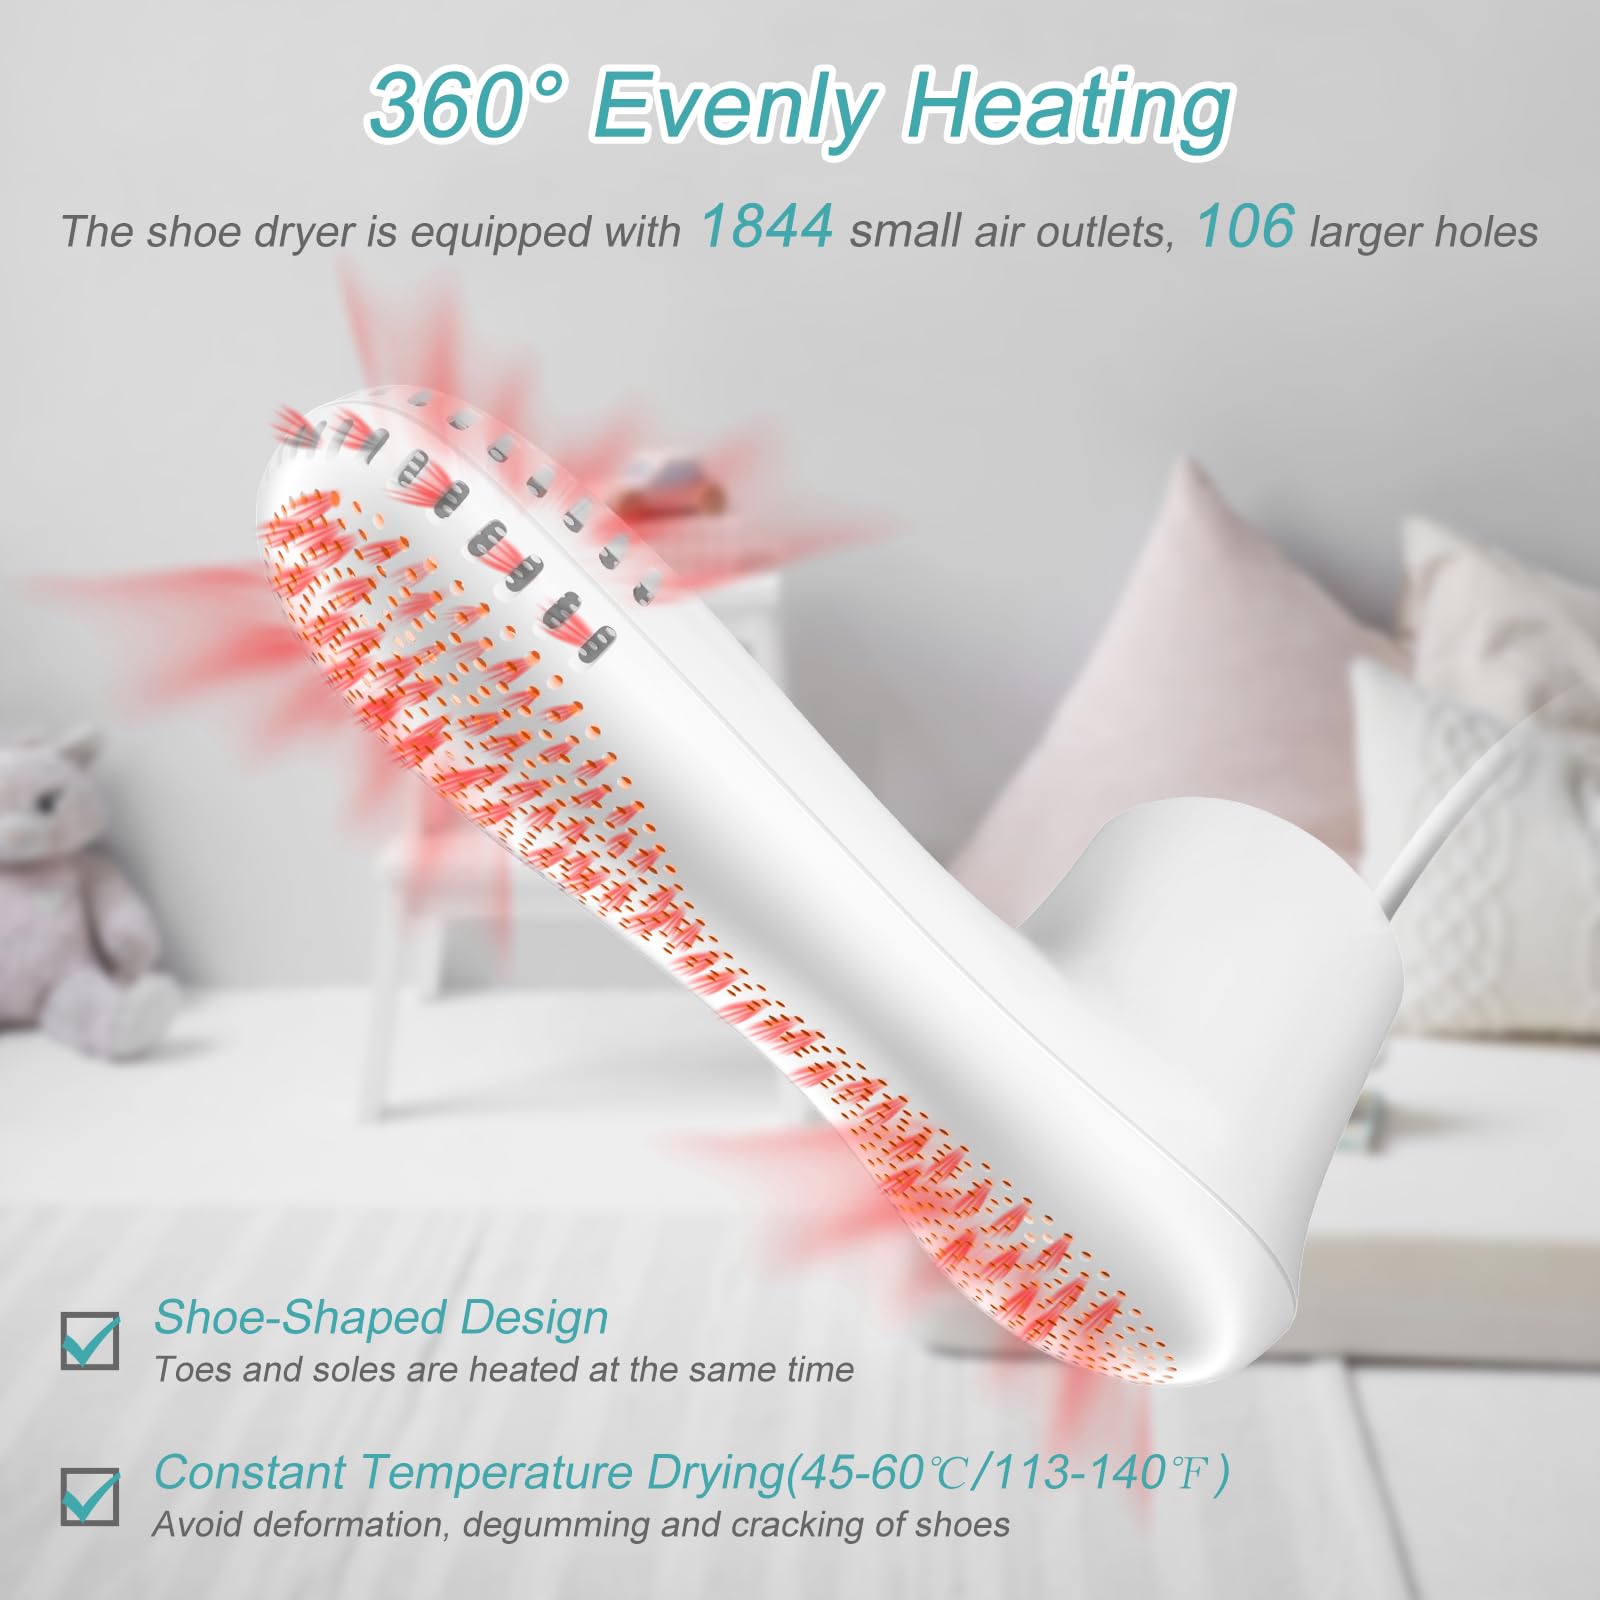 360° Evenly Heating
The shoe dryer is equipped with 1844 small air outlets, 106 larger holes
Shoe-Shaped Design
Toes and soles are heated at the same time
Constant Temperature Drying(45-60℃/113-140℉)
Avoid deformation, degumming and cracking of shoes